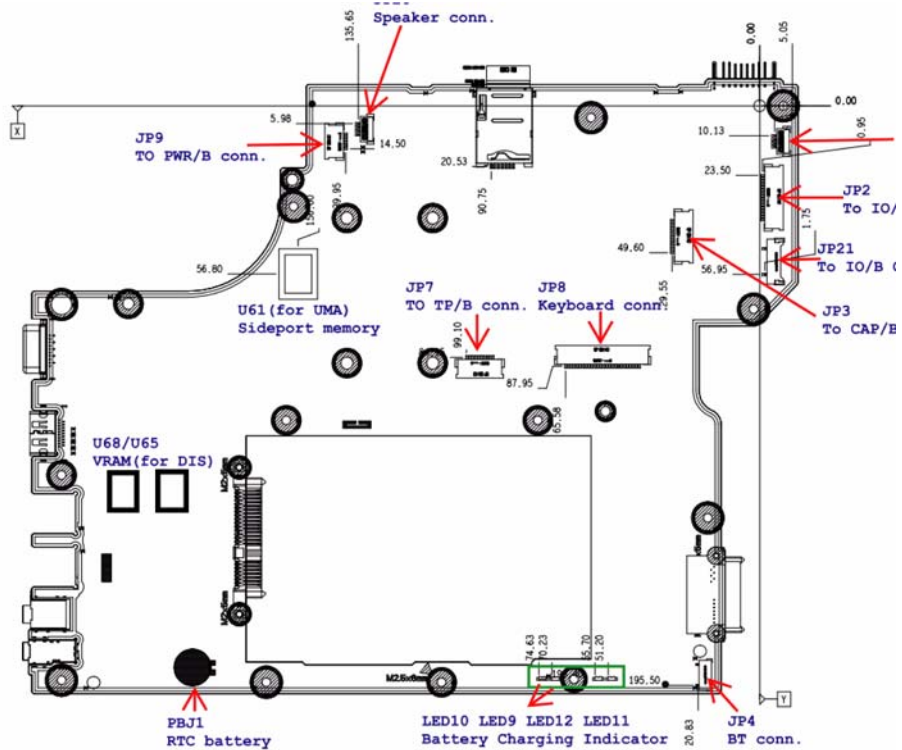 Speaker conn.
135.65
0.00
5.05
X
0.00
JP9
TO PWR/B conn.
5.98
14.50
10.13
0.95
20.53
90.75
23.50
JP2
To IO/
1.75
49.60
56.95
JP21
To IO/B
56.80
U61(for UMA)
Sideport memory
JP7
TO TP/B conn.
JP8
Keyboard conn.
29.55
JP3
To CAP/B
99.10
87.95
65.58
U68/U65
VRAM(for DIS)
M2x5mm
M2x5mm
M2.5x6mm
74.63
70.23
51.20
195.50
20.83
Y
PBJ1
RTC battery
LED10 LED9 LED12 LED11
Battery Charging Indicator
JP4
BT conn.